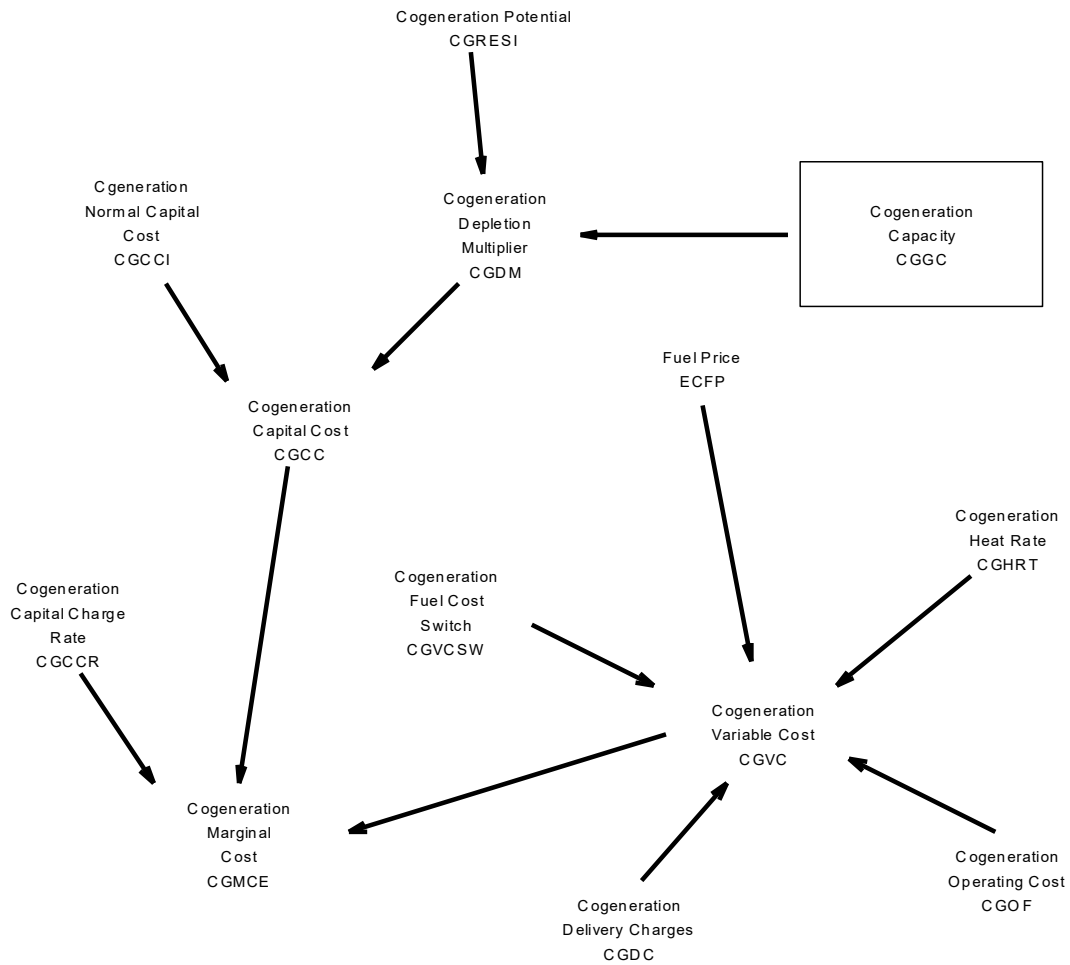 Cogeneration Potential
CGRESI
Cgeneration
Normal Capital
Cost
CGCCI
Cogeneration
Depletion
Multiplier
CGDM
Cogeneration
Capacity
CGGC
Fuel Price
ECFP
Cogeneration
Capital Cost
CGCC
Cogeneration
Heat Rate
CGHRT
Cogeneration
Fuel Cost
Switch
CGVCSW
Cogeneration
Capital Charge
Rate
CGCCR
Cogeneration
Variable Cost
CGVC
Cogeneration
Marginal
Cost
CGMCE
Cogeneration
Operating Cost
CGOF
Cogeneration
Delivery Charges
CGDC